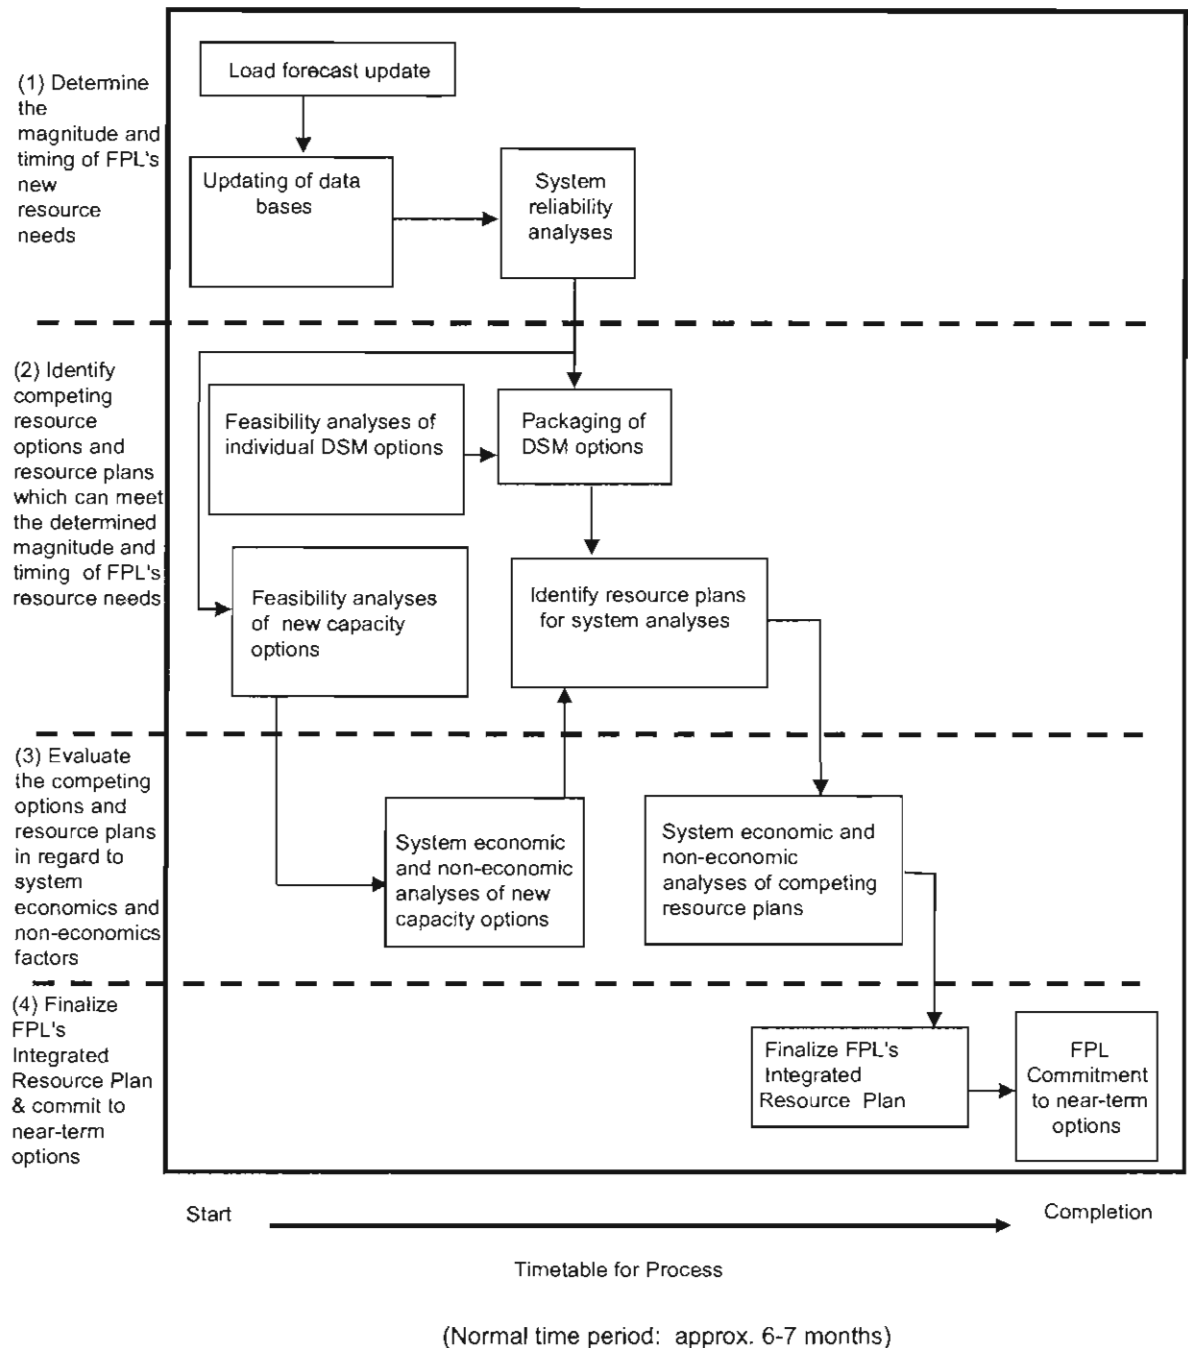 Load forecast update
(1) Determine
the
magnitude and
timing of FPL's
new
resource
needs
Updating of data
bases
System
reliability
analyses
(2) Identify
competing
resource
options and
resource plans
which can meet
the determined
magnitude and
timing of FPL's
resource needs
Feasibility analyses of
individual DSM options
Packaging of
DSM options
Feasibility analyses
of new capacity
options
Identify resource plans
for system analyses
(3) Evaluate
the competing
options and
resource plans
in regard to
system
economics and
non-economics
factors
System economic
and non-economic
analyses of new
capacity options
System economic and
non-economic
analyses of competing
resource plans
(4) Finalize
FPL's
Integrated
Resource Plan
& commit to
near-term
options
Finalize FPL's
Integrated
Resource Plan
FPL
Commitment
to near-term
options
Start
Completion
Timetable for Process
(Normal time period: approx. 6-7 months)